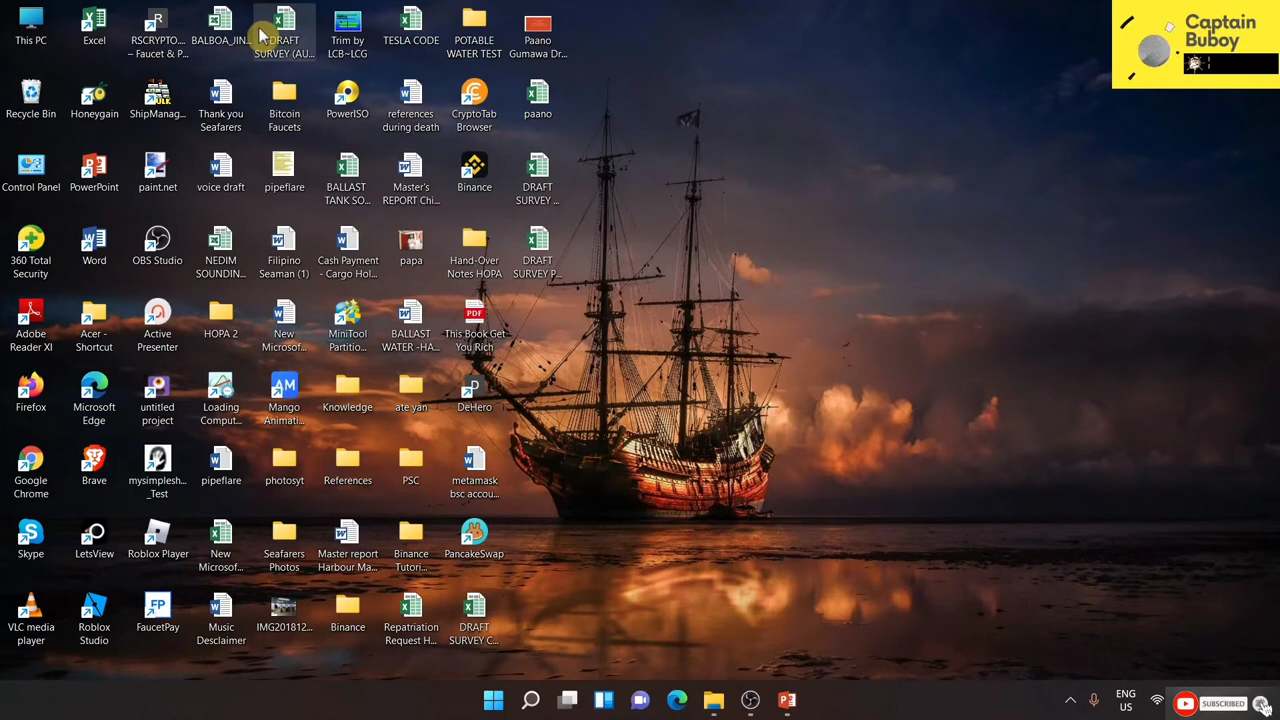 This PC
Excel
RSCRYPTO...
– Faucet & P...
BALBOA_JIN...
DRAFT
SURVEY (AU...
Trim by
LCB~LCG
TESLA CODE
POTABLE
WATER TEST
Paano
Gumawa Dr...
Captain
Buboy
Recycle Bin
Honeygain
ShipManag...
Thank you
Seafarers
Bitcoin
Faucets
PowerISO
references
during death
CryptoTab
Browser
paano
Control Panel
PowerPoint
paint.net
voice draft
pipeflare
BALLAST
TANK SO...
Master's
REPORT Chi...
Binance
DRAFT
SURVEY ...
360 Total
Security
Word
OBS Studio
NEDIM
SOUNDIN...
Filipino
Seaman (1)
Cash Payment
- Cargo Hol...
papa
Hand-Over
Notes HOPA
DRAFT
SURVEY P...
Adobe
Reader XI
Acer -
Shortcut
Active
Presenter
HOPA 2
New
Microsof...
MiniTool
Partitio...
BALLAST
WATER -HA...
PDF
This Book Get
You Rich
Firefox
Microsoft
Edge
untitled
project
Loading
Comput...
AM
Mango
Animati...
Knowledge
ate yan
D
DeHero
Google
Chrome
Brave
mysimplesh...
_Test
pipeflare
photosyt
References
PSC
metamask
bsc accou...
Skype
LetsView
Roblox Player
New
Microsof...
Seafarers
Photos
Master report
Harbour Ma...
Binance
Tutori...
PancakeSwap
VLC media
player
Roblox
Studio
FP
FaucetPay
Music
Desclaimer
IMG201812...
Binance
Repatriation
Request H...
DRAFT
SURVEY C...
ENG
US
SUBSCRIBED